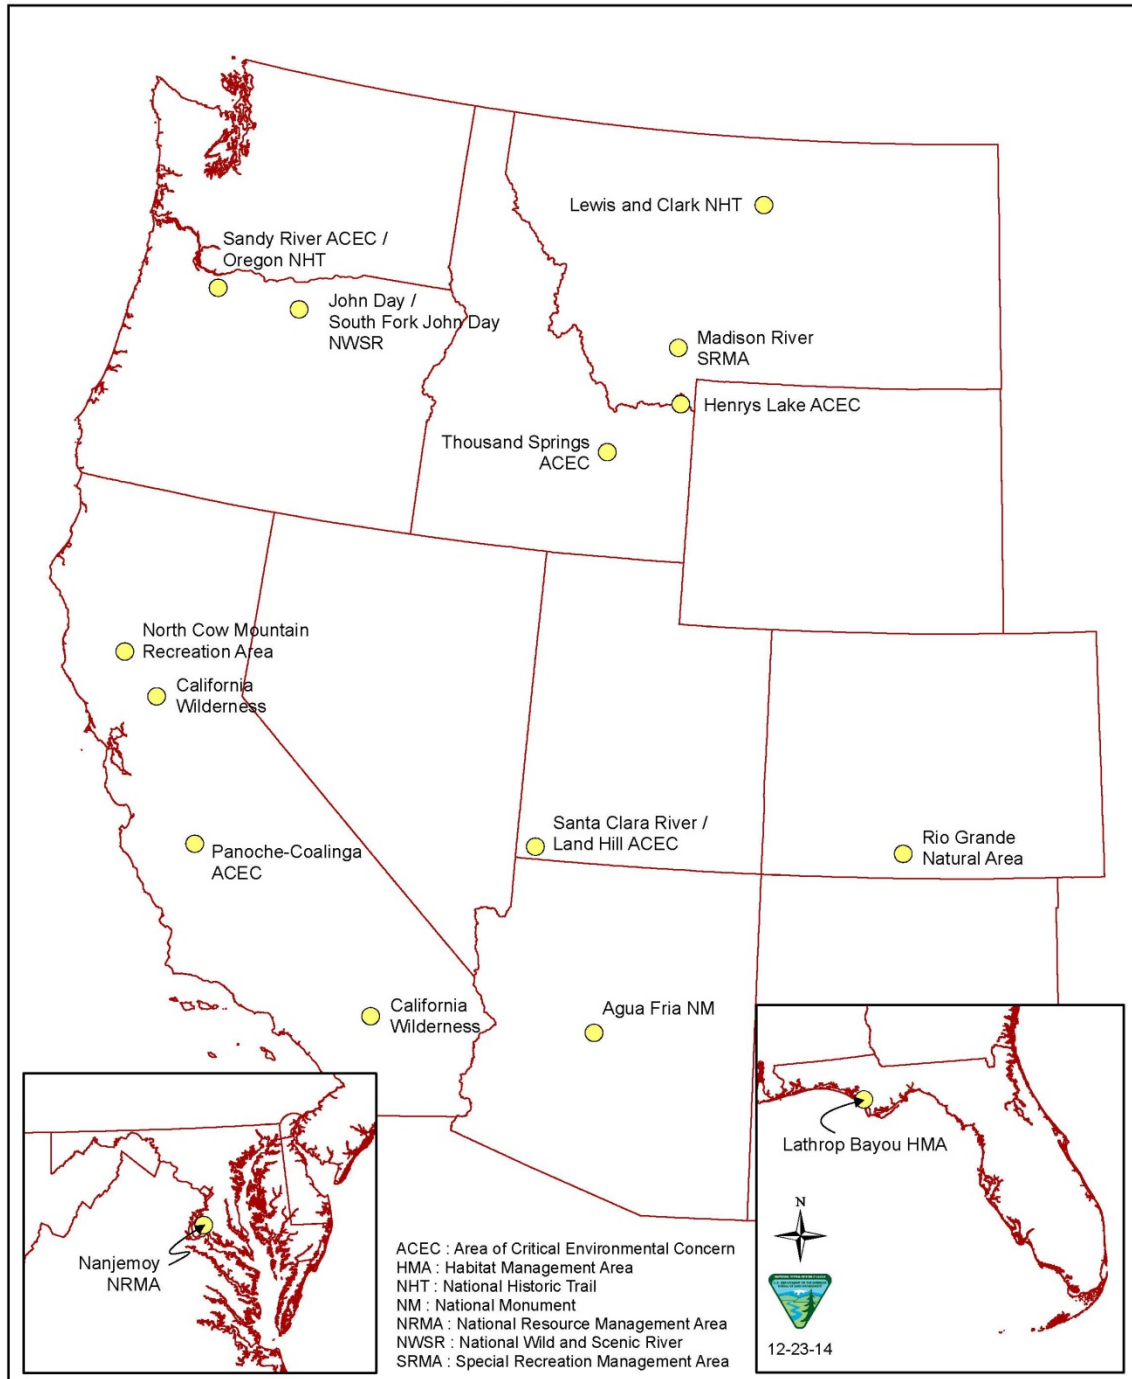 Lewis and Clark NHT
Sandy River ACEC /
Oregon NHT
John Day /
South Fork John Day
NWSR
Madison River
SRMA
Henrys Lake ACEC
Thousand Springs
ACEC
North Cow Mountain
Recreation Area
California
Wilderness
Santa Clara River /
Land Hill ACEC
Rio Grande
Natural Area
Panoche-Coalinga
ACEC
California
Wilderness
Agua Fria NM
Lathrop Bayou HMA
Nanjemoy
NRMA
N
ACEC : Area of Critical Environmental Concern
HMA : Habitat Management Area
NHT : National Historic Trail
NM : National Monument
NRMA : National Resource Management Area
NWSR : National Wild and Scenic River
SRMA : Special Recreation Management Area
12-23-14